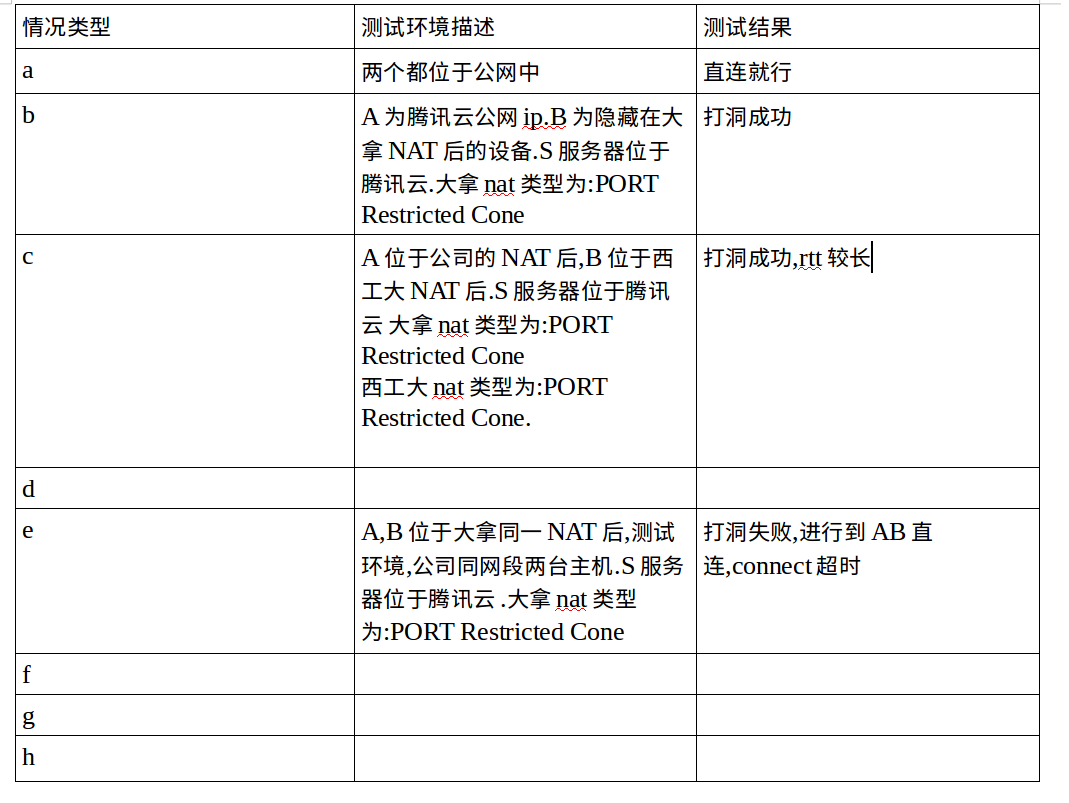 情况类型
测试环境描述
测试结果
a
两个都位于公网中
直连就行
b
A 为腾讯云公网 ip.B 为隐藏在大
拿 NAT 后的设备.S 服务器位于
腾讯云.大拿 nat 类型为:PORT
Restricted Cone
打洞成功
c
A 位于公司的 NAT 后,B 位于西
工大 NAT 后.S 服务器位于腾讯
云 大拿 nat 类型为:PORT
Restricted Cone
西工大 nat 类型为:PORT
Restricted Cone.
打洞成功,rtt 较长
d
e
A,B 位于大拿同一 NAT 后,测试
环境,公司同网段两台主机.S 服务
器位于腾讯云 .大拿 nat 类型
为:PORT Restricted Cone
打洞失败,进行到 AB 直
连,connect 超时
f
g
h